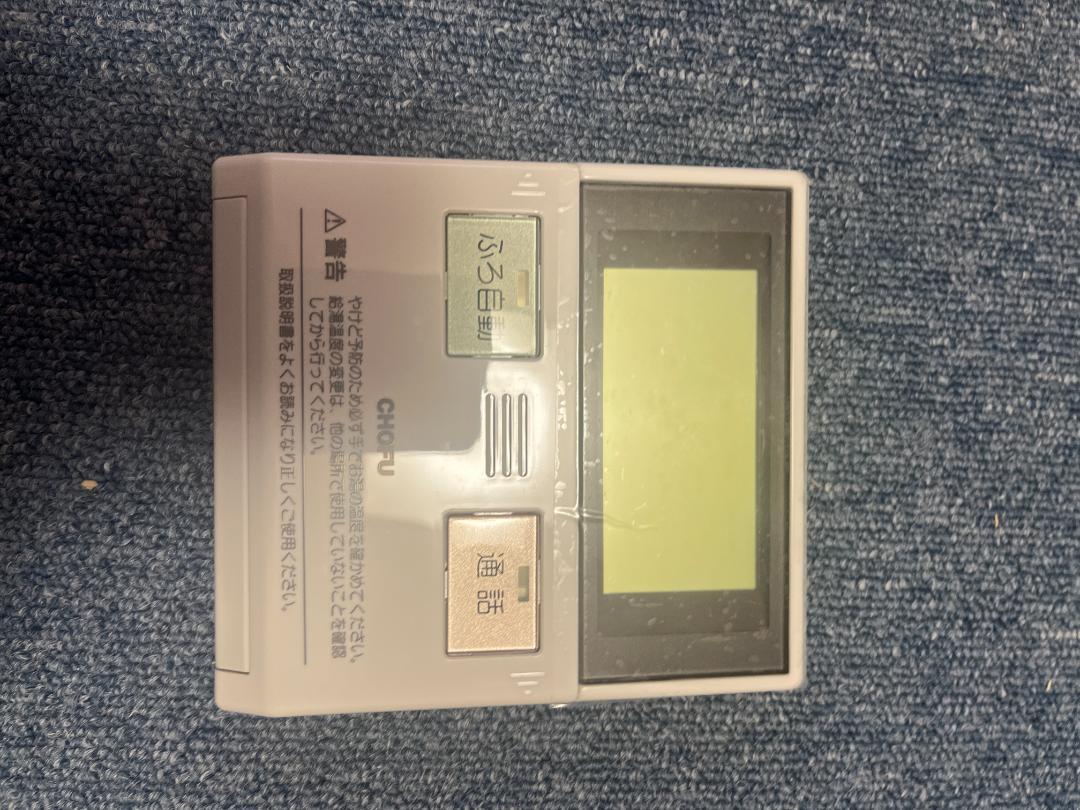 ふろ自動
通話
CHOFU
⚠警告
やけど予防のため必ず手でお湯の温度を確かめてください。
給湯温度の変更は、他の場所で使用していないことを確認
してから行ってください。
取扱説明書をよくお読みになり正しくご使用ください。